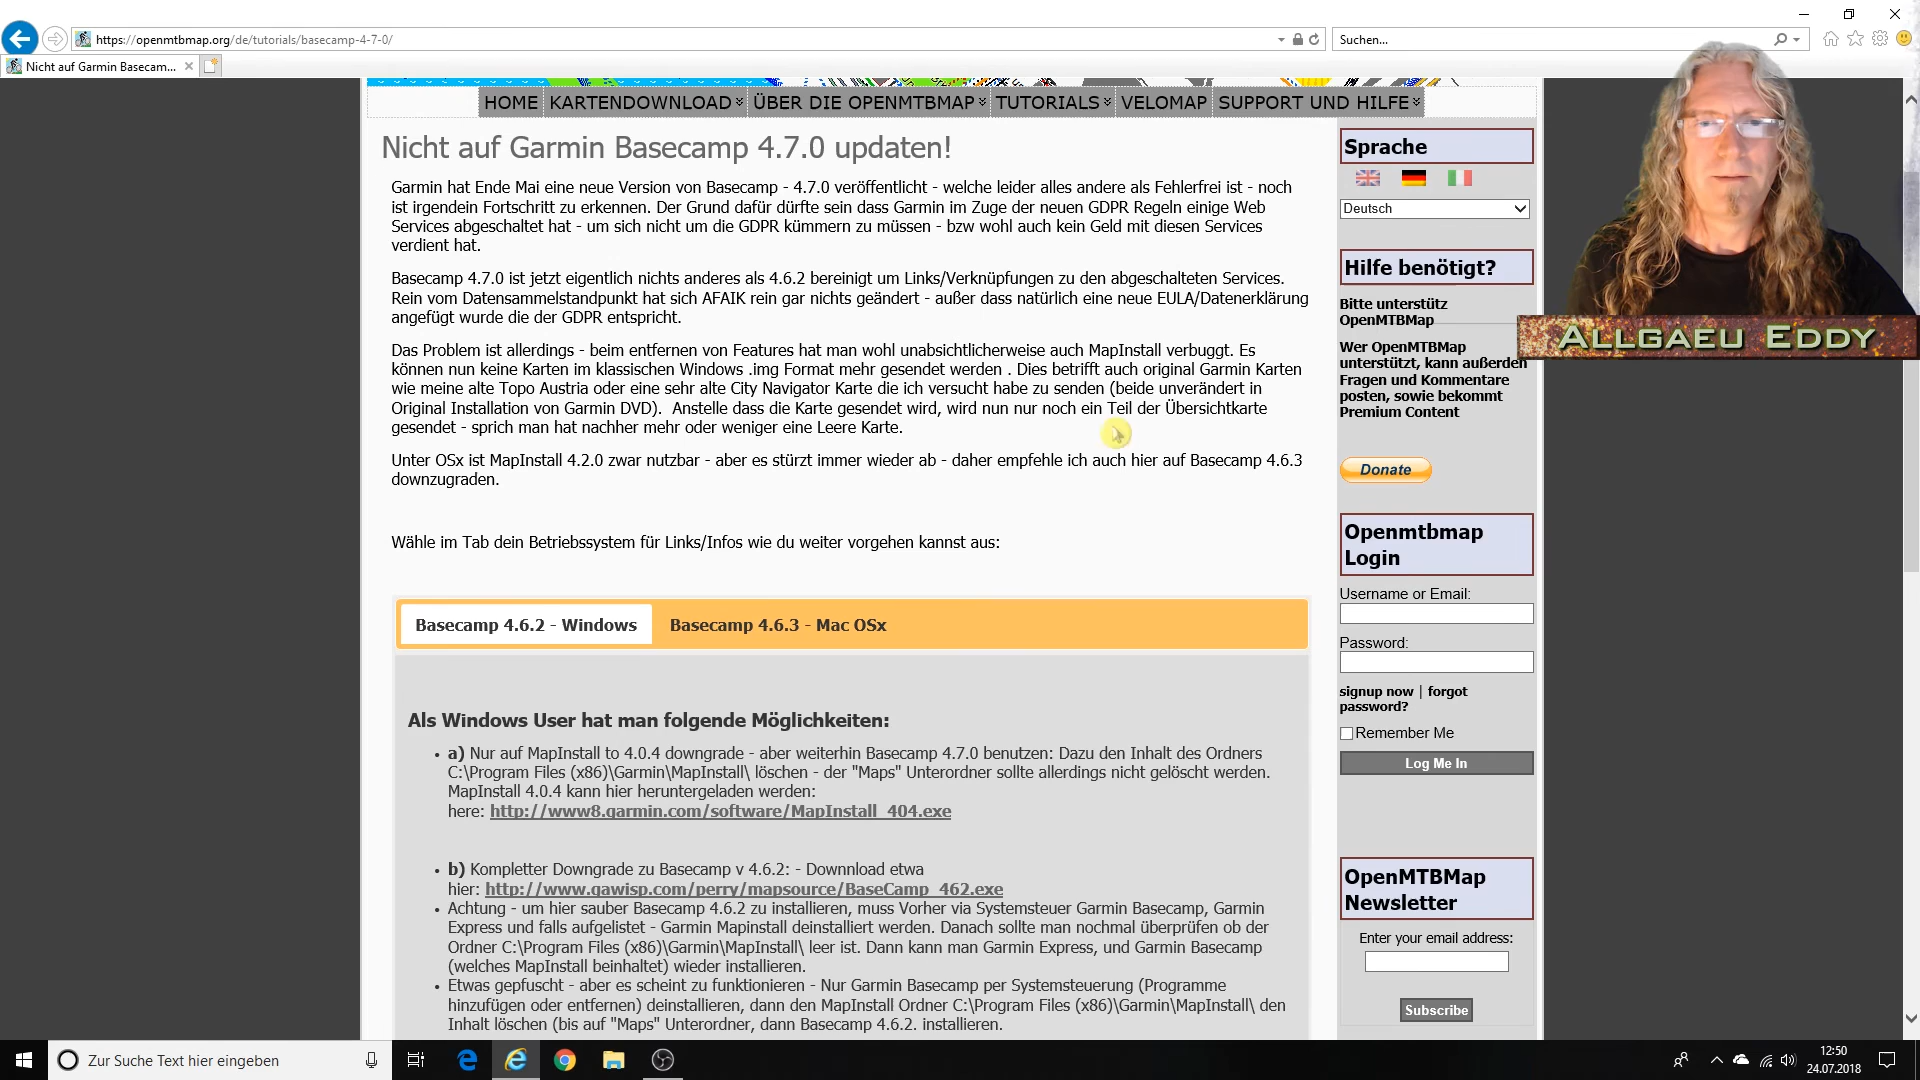 https://openmtbmap.org/de/tutorials/basecamp-4-7-0/
Suchen...
Nicht auf Garmin Basecam...
HOME
KARTENDOWNLOAD
ÜBER DIE OPENMTBMAP
TUTORIALS
VELOMAP
SUPPORT UND HILFE
Nicht auf Garmin Basecamp 4.7.0 updaten!
Garmin hat Ende Mai eine neue Version von Basecamp - 4.7.0 veröffentlicht - welche leider alles andere als Fehlerfrei ist - noch
ist irgendein Fortschritt zu erkennen. Der Grund dafür dürfte sein dass Garmin im Zuge der neuen GDPR Regeln einige Web
Services abgeschaltet hat - um sich nicht um die GDPR kümmern zu müssen - bzw wohl auch kein Geld mit diesen Services
verdient hat.
Basecamp 4.7.0 ist jetzt eigentlich nichts anderes als 4.6.2 bereinigt um Links/Verknüpfungen zu den abgeschalteten Services.
Rein vom Datensammelstandpunkt hat sich AFAIK rein gar nichts geändert - außer dass natürlich eine neue EULA/Datenerklärung
angefügt wurde die der GDPR entspricht.
Das Problem ist allerdings - beim entfernen von Features hat man wohl unabsichtlicherweise auch MapInstall verbuggt. Es
können nun keine Karten im klassischen Windows .img Format mehr gesendet werden . Dies betrifft auch original Garmin Karten
wie meine alte Topo Austria oder eine sehr alte City Navigator Karte die ich versucht habe zu senden (beide unverändert in
Original Installation von Garmin DVD).  Anstelle dass die Karte gesendet wird, wird nun nur noch ein Teil der Übersichtkarte
gesendet - sprich man hat nachher mehr oder weniger eine Leere Karte.
Unter OSx ist MapInstall 4.2.0 zwar nutzbar - aber es stürzt immer wieder ab - daher empfehle ich auch hier auf Basecamp 4.6.3
downzugraden.
Wähle im Tab dein Betriebssystem für Links/Infos wie du weiter vorgehen kannst aus:
Basecamp 4.6.2 - Windows
Basecamp 4.6.3 - Mac OSx
Als Windows User hat man folgende Möglichkeiten:
• a) Nur auf MapInstall to 4.0.4 downgrade - aber weiterhin Basecamp 4.7.0 benutzen: Dazu den Inhalt des Ordners
C:\Program Files (x86)\Garmin\MapInstall\ löschen - der "Maps" Unterordner sollte allerdings nicht gelöscht werden.
MapInstall 4.0.4 kann hier heruntergeladen werden:
here: http://www8.garmin.com/software/MapInstall_404.exe
• b) Kompletter Downgrade zu Basecamp v 4.6.2: - Downnload etwa
hier: http://www.gawisp.com/perry/mapsource/BaseCamp_462.exe
• Achtung - um hier sauber Basecamp 4.6.2 zu installieren, muss Vorher via Systemsteuer Garmin Basecamp, Garmin
Express und falls aufgelistet - Garmin Mapinstall deinstalliert werden. Danach sollte man nochmal überprüfen ob der
Ordner C:\Program Files (x86)\Garmin\MapInstall\ leer ist. Dann kann man Garmin Express, und Garmin Basecamp
(welches MapInstall beinhaltet) wieder installieren.
• Etwas gepfuscht - aber es scheint zu funktionieren - Nur Garmin Basecamp per Systemsteuerung (Programme
hinzufügen oder entfernen) deinstallieren, dann den MapInstall Ordner C:\Program Files (x86)\Garmin\MapInstall\ den
Inhalt löschen (bis auf "Maps" Unterordner, dann Basecamp 4.6.2. installieren.
Sprache
Deutsch
Hilfe benötigt?
Bitte unterstütz
OpenMTBMap
Wer OpenMTBMap
unterstützt, kann außerden
Fragen und Kommentare
posten, sowie bekommt
Premium Content
Donate
Openmtbmap
Login
Username or Email:
Password:
signup now | forgot
password?
Remember Me
Log Me In
OpenMTBMap
Newsletter
Enter your email address:
Subscribe
Allgaeu Eddy
Zur Suche Text hier eingeben
12:50
24.07.2018